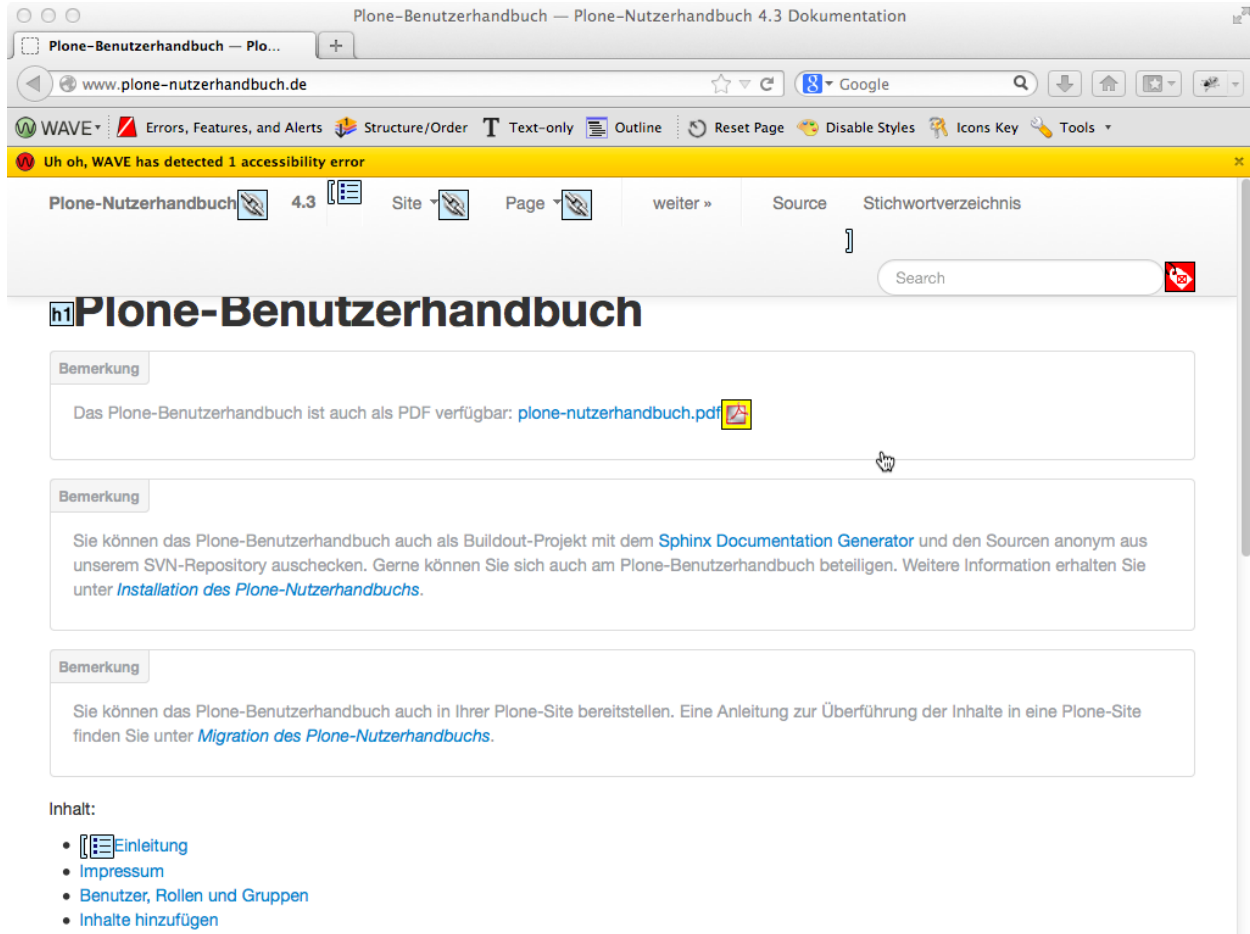 Plone-Benutzerhandbuch — Plone-Nutzerhandbuch 4.3 Dokumentation
Plone-Benutzerhandbuch — Plo...
www.plone-nutzerhandbuch.de
Google
WAVE Errors, Features, and Alerts Structure/Order T Text-only Outline Reset Page Disable Styles Icons Key Tools
Uh oh, WAVE has detected 1 accessibility error
Plone-Nutzerhandbuch 4.3 Site Page weiter » Source Stichwortverzeichnis
Search
h1 Plone-Benutzerhandbuch
Bemerkung
Das Plone-Benutzerhandbuch ist auch als PDF verfügbar: plone-nutzerhandbuch.pdf
Bemerkung
Sie können das Plone-Benutzerhandbuch auch als Buildout-Projekt mit dem Sphinx Documentation Generator und den Sourcen anonym aus
unserem SVN-Repository auschecken. Gerne können Sie sich auch am Plone-Benutzerhandbuch beteiligen. Weitere Information erhalten Sie
unter Installation des Plone-Nutzerhandbuchs.
Bemerkung
Sie können das Plone-Benutzerhandbuch auch in Ihrer Plone-Site bereitstellen. Eine Anleitung zur Überführung der Inhalte in eine Plone-Site
finden Sie unter Migration des Plone-Nutzerhandbuchs.
Inhalt:
• Einleitung
• Impressum
• Benutzer, Rollen und Gruppen
• Inhalte hinzufügen